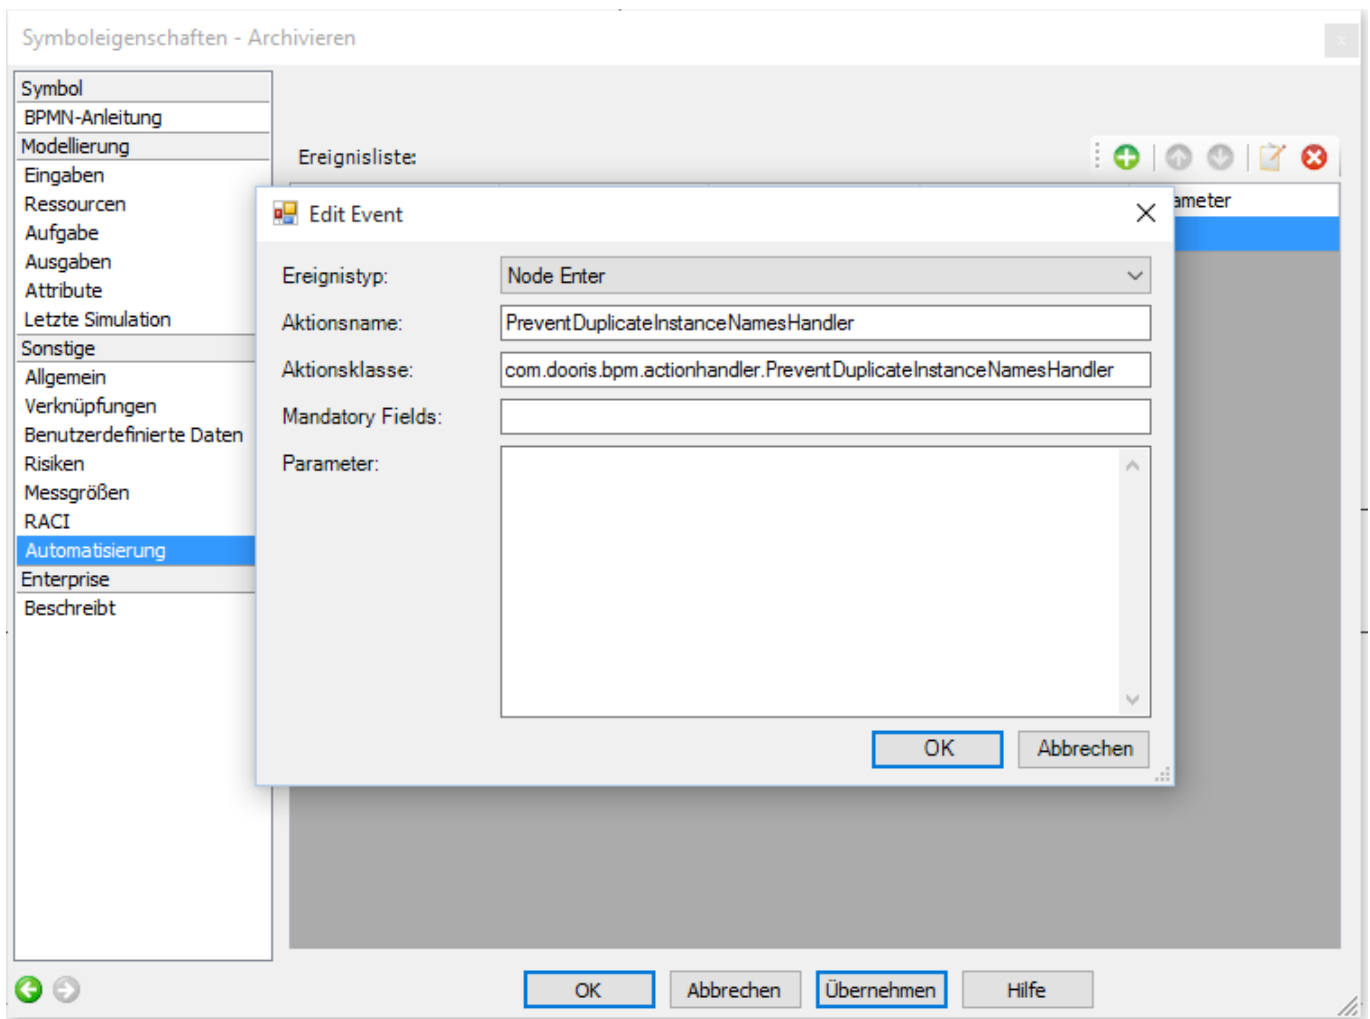 Symboleigenschaften - Archivieren
Symbol
BPMN-Anleitung
Modellierung
Eingaben
Ressourcen
Aufgabe
Ausgaben
Attribute
Letzte Simulation
Sonstige
Allgemein
Verknüpfungen
Benutzerdefinierte Daten
Risiken
Messgrößen
RACI
Automatisierung
Enterprise
Beschreibt
Ereignisliste:
ameter
Edit Event
Ereignistyp: Node Enter
Aktionsname: PreventDuplicateInstanceNamesHandler
Aktionsklasse: com.dooris.bpm.actionhandler.PreventDuplicateInstanceNamesHandler
Mandatory Fields:
Parameter:
OK Abbrechen
OK Abbrechen Übernehmen Hilfe